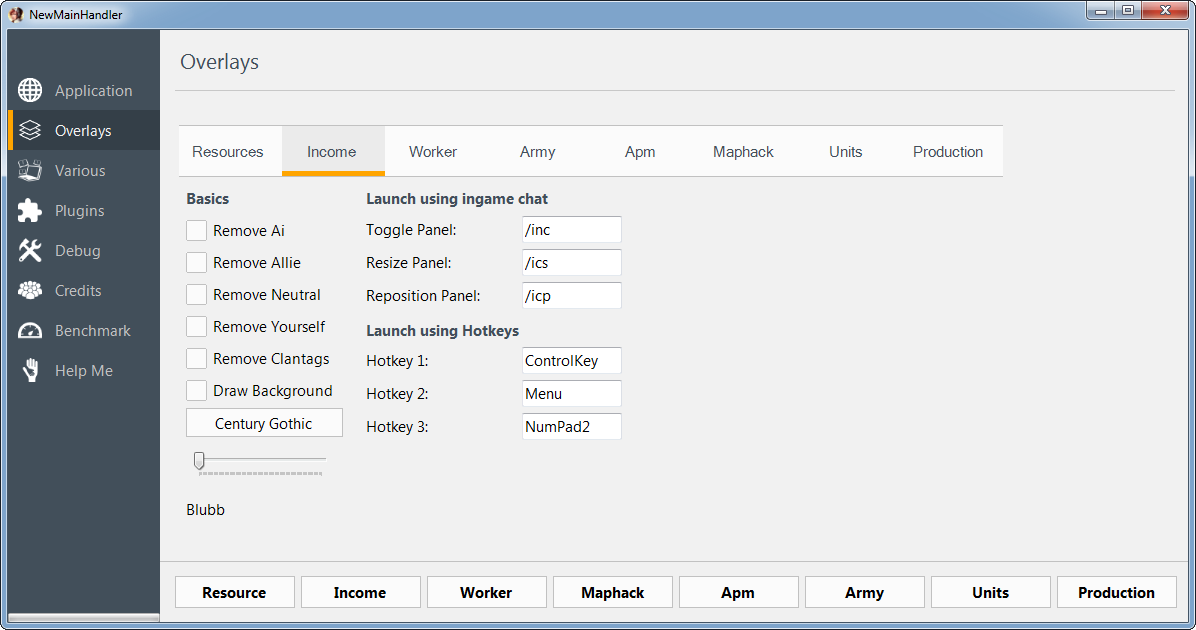 NewMainHandler
Application
Overlays
Various
Plugins
Debug
Credits
Benchmark
Help Me
Overlays
Resources Income Worker Army Apm Maphack Units Production
Basics
Remove Ai
Remove Allie
Remove Neutral
Remove Yourself
Remove Clantags
Draw Background
Century Gothic
Blubb
Launch using ingame chat
Toggle Panel: /inc
Resize Panel: /ics
Reposition Panel: /icp
Launch using Hotkeys
Hotkey 1: ControlKey
Hotkey 2: Menu
Hotkey 3: NumPad2
Resource Income Worker Maphack Apm Army Units Production